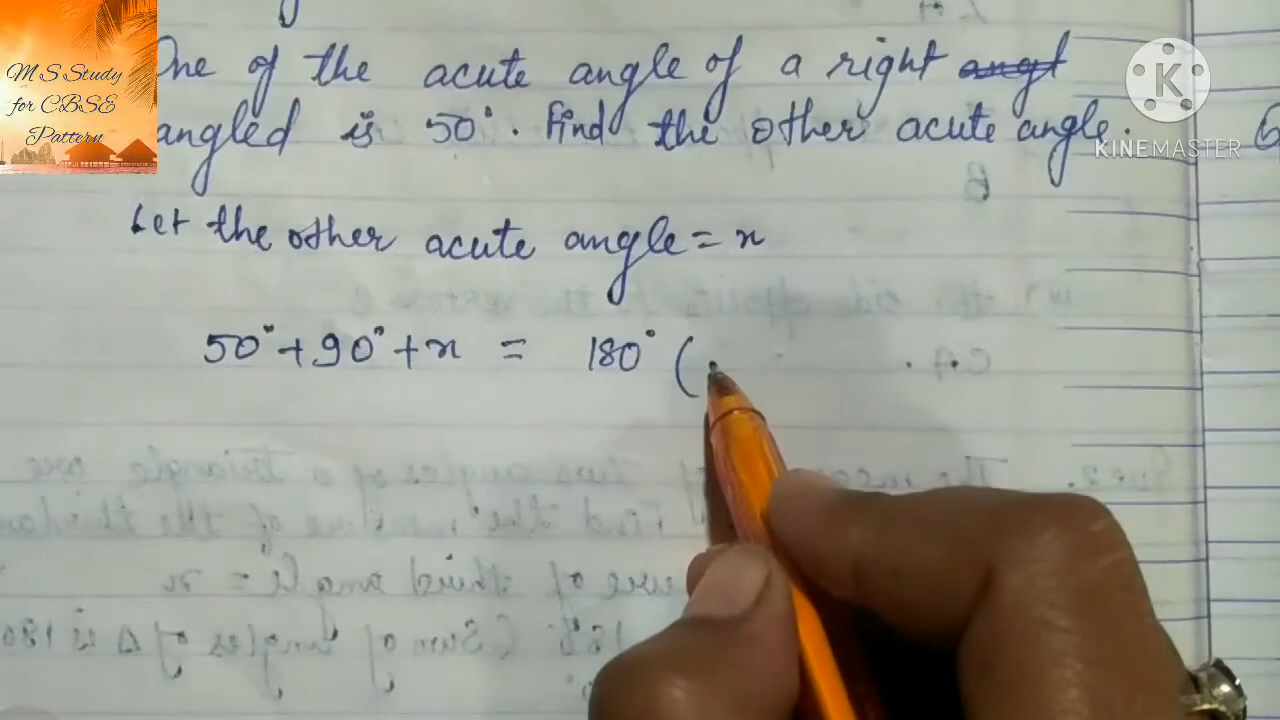 M S Study
for CBSE
Pattern
K
KINEMASTER
One of the acute angle of a right angl
angled is 50°. Find the other acute angle.
Let the other acute angle = x
50° + 90° + x = 180° (